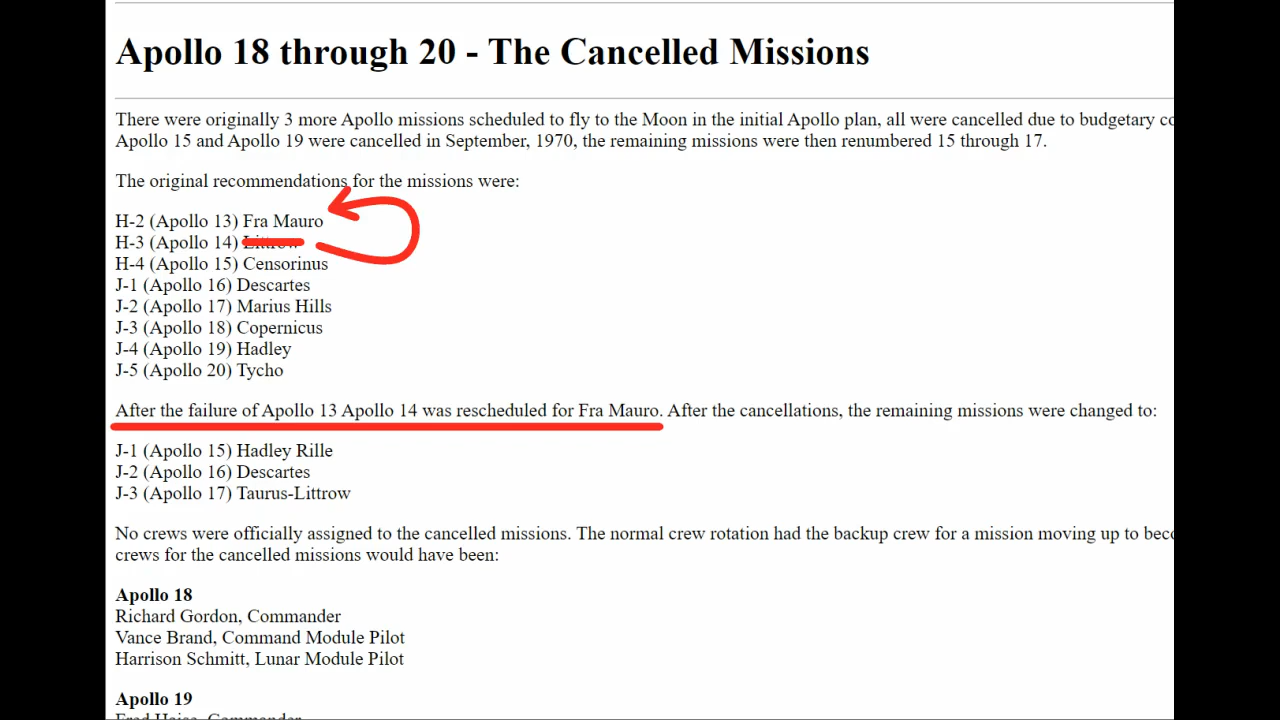 Apollo 18 through 20 - The Cancelled Missions
There were originally 3 more Apollo missions scheduled to fly to the Moon in the initial Apollo plan, all were cancelled due to budgetary
Apollo 15 and Apollo 19 were cancelled in September, 1970, the remaining missions were then renumbered 15 through 17.
The original recommendations for the missions were:
H-2 (Apollo 13) Fra Mauro
H-3 (Apollo 14) Littrow
H-4 (Apollo 15) Censorinus
J-1 (Apollo 16) Descartes
J-2 (Apollo 17) Marius Hills
J-3 (Apollo 18) Copernicus
J-4 (Apollo 19) Hadley
J-5 (Apollo 20) Tycho
After the failure of Apollo 13 Apollo 14 was rescheduled for Fra Mauro. After the cancellations, the remaining missions were changed to:
J-1 (Apollo 15) Hadley Rille
J-2 (Apollo 16) Descartes
J-3 (Apollo 17) Taurus-Littrow
No crews were officially assigned to the cancelled missions. The normal crew rotation had the backup crew for a mission moving up to
crews for the cancelled missions would have been:
Apollo 18
Richard Gordon, Commander
Vance Brand, Command Module Pilot
Harrison Schmitt, Lunar Module Pilot
Apollo 19
Fred Haise, Commander